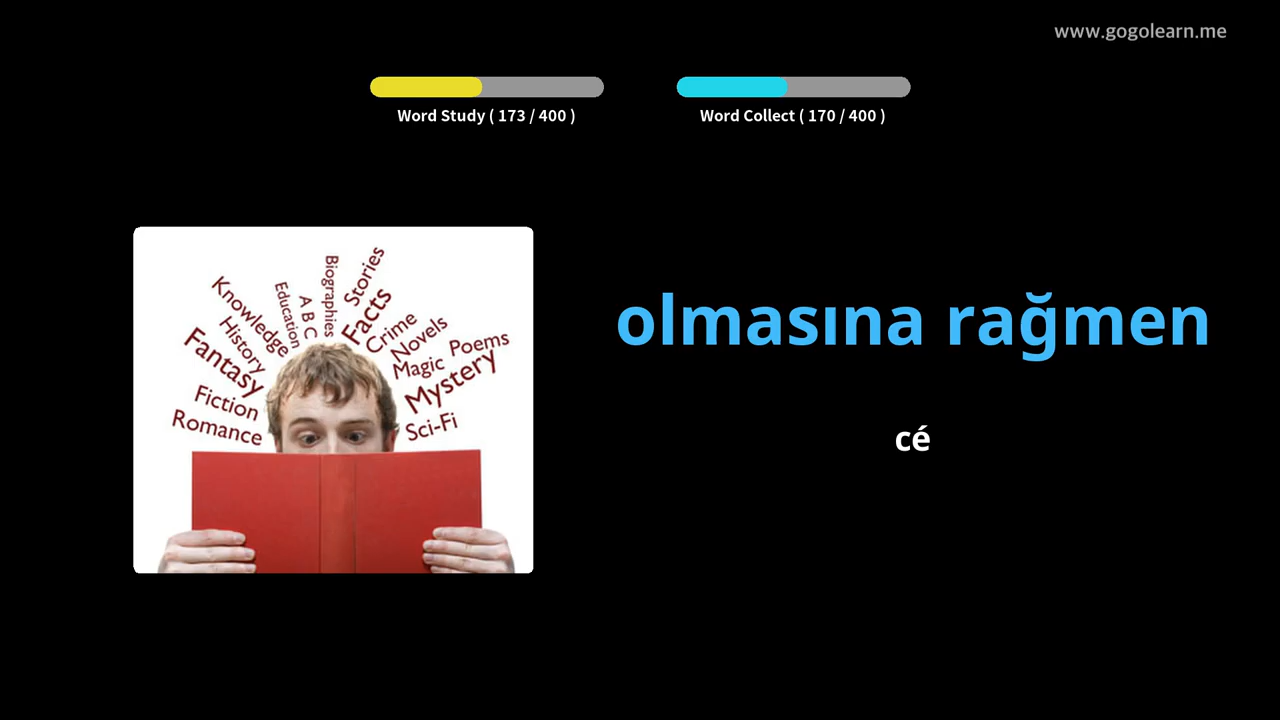 www.gogolearn.me
Word Study ( 173 / 400 )
Word Collect ( 170 / 400 )
Biographies
Stories
Education
A B C
Facts
Knowledge
Crime
History
Novels
Fantasy
Magic
Poems
Mystery
Fiction
Romance
Sci-Fi
olmasına rağmen
cé